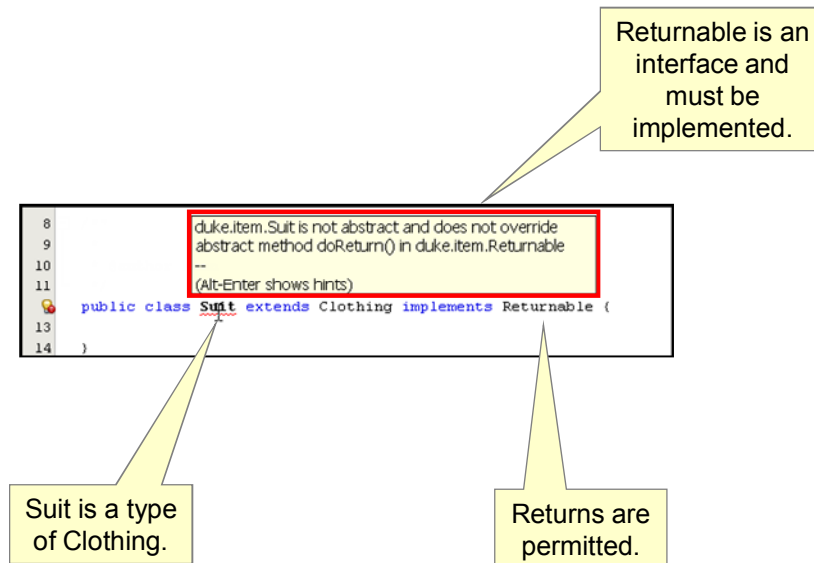 Returnable is an
interface and
must be
implemented.
8
duke.item.Suit is not abstract and does not override
9
abstract method doReturn() in duke.item.Returnable
10
--
11
(Alt-Enter shows hints)
public class Suit extends Clothing implements Returnable {
13
14 }
Suit is a type
of Clothing.
Returns are
permitted.